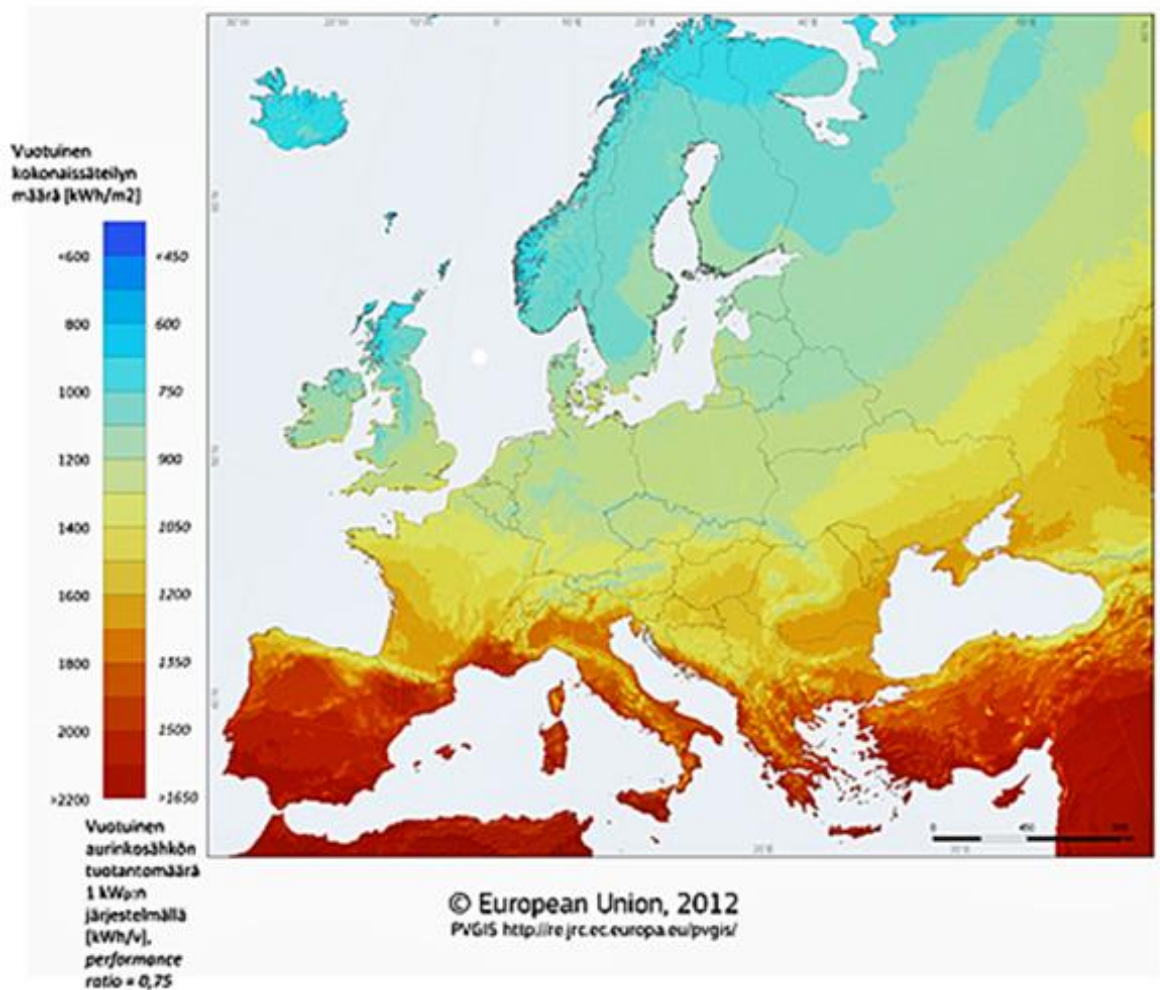 Vuotuinen
kokonaissäteilyn
määrä [kWh/m2]
<600 <450
800 600
1000 750
1200 900
1400 1050
1600 1200
1800 1350
2000 1500
>2200 >1650
Vuotuinen
aurinkosähkön
tuotantomäärä
1 kWp:n
järjestelmällä
[kWh/v],
performance
ratio = 0,75
© European Union, 2012
PVGIS http://re.jrc.ec.europa.eu/pvgis/